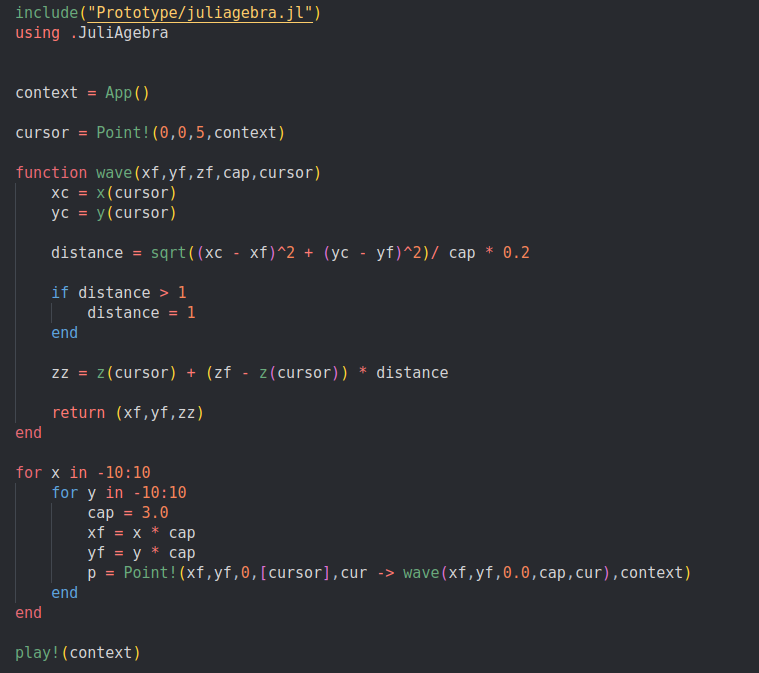 include("Prototype/juliagebra.jl")
using .JuliAgebra
context = App()
cursor = Point!(0,0,5,context)
function wave(xf,yf,zf,cap,cursor)
    xc = x(cursor)
    yc = y(cursor)
    distance = sqrt((xc - xf)^2 + (yc - yf)^2)/ cap * 0.2
    if distance > 1
        distance = 1
    end
    zz = z(cursor) + (zf - z(cursor)) * distance
    return (xf,yf,zz)
end
for x in -10:10
    for y in -10:10
        cap = 3.0
        xf = x * cap
        yf = y * cap
        p = Point!(xf,yf,0,[cursor],cur -> wave(xf,yf,0.0,cap,cur),context)
    end
end
play!(context)